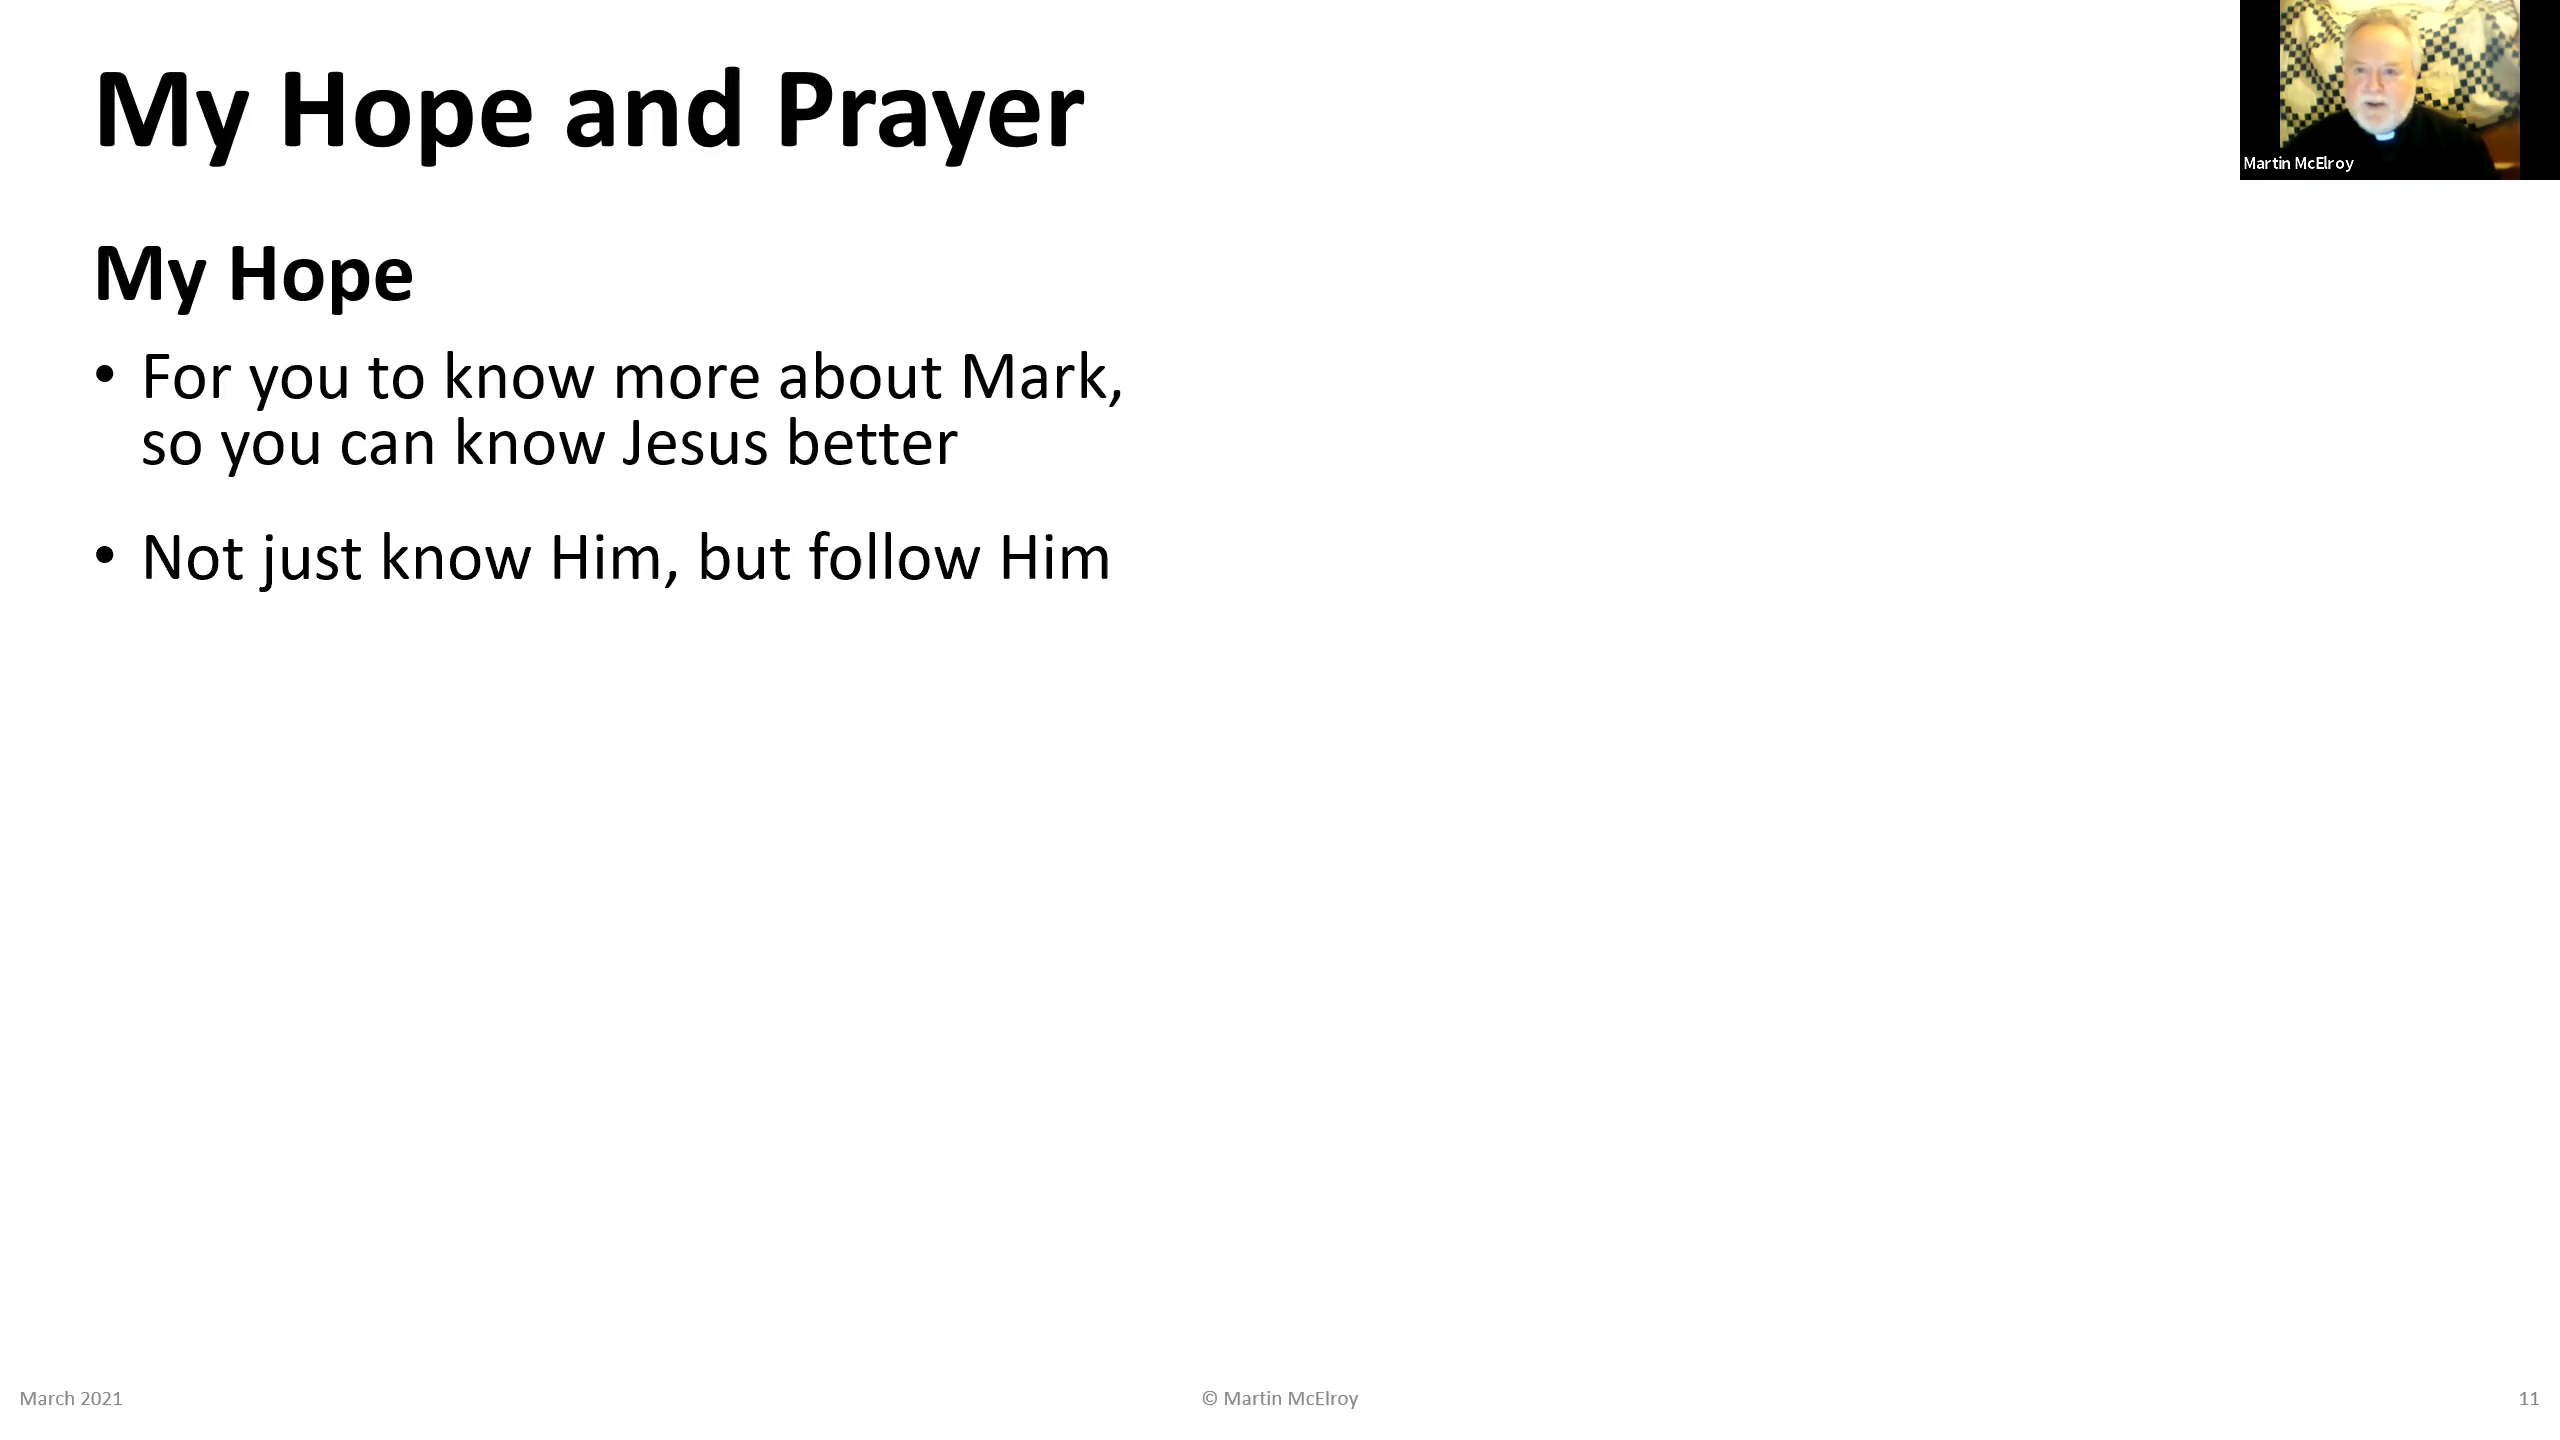 My Hope and Prayer
Martin McElroy
My Hope
• For you to know more about Mark,
so you can know Jesus better
• Not just know Him, but follow Him
March 2021
© Martin McElroy
11